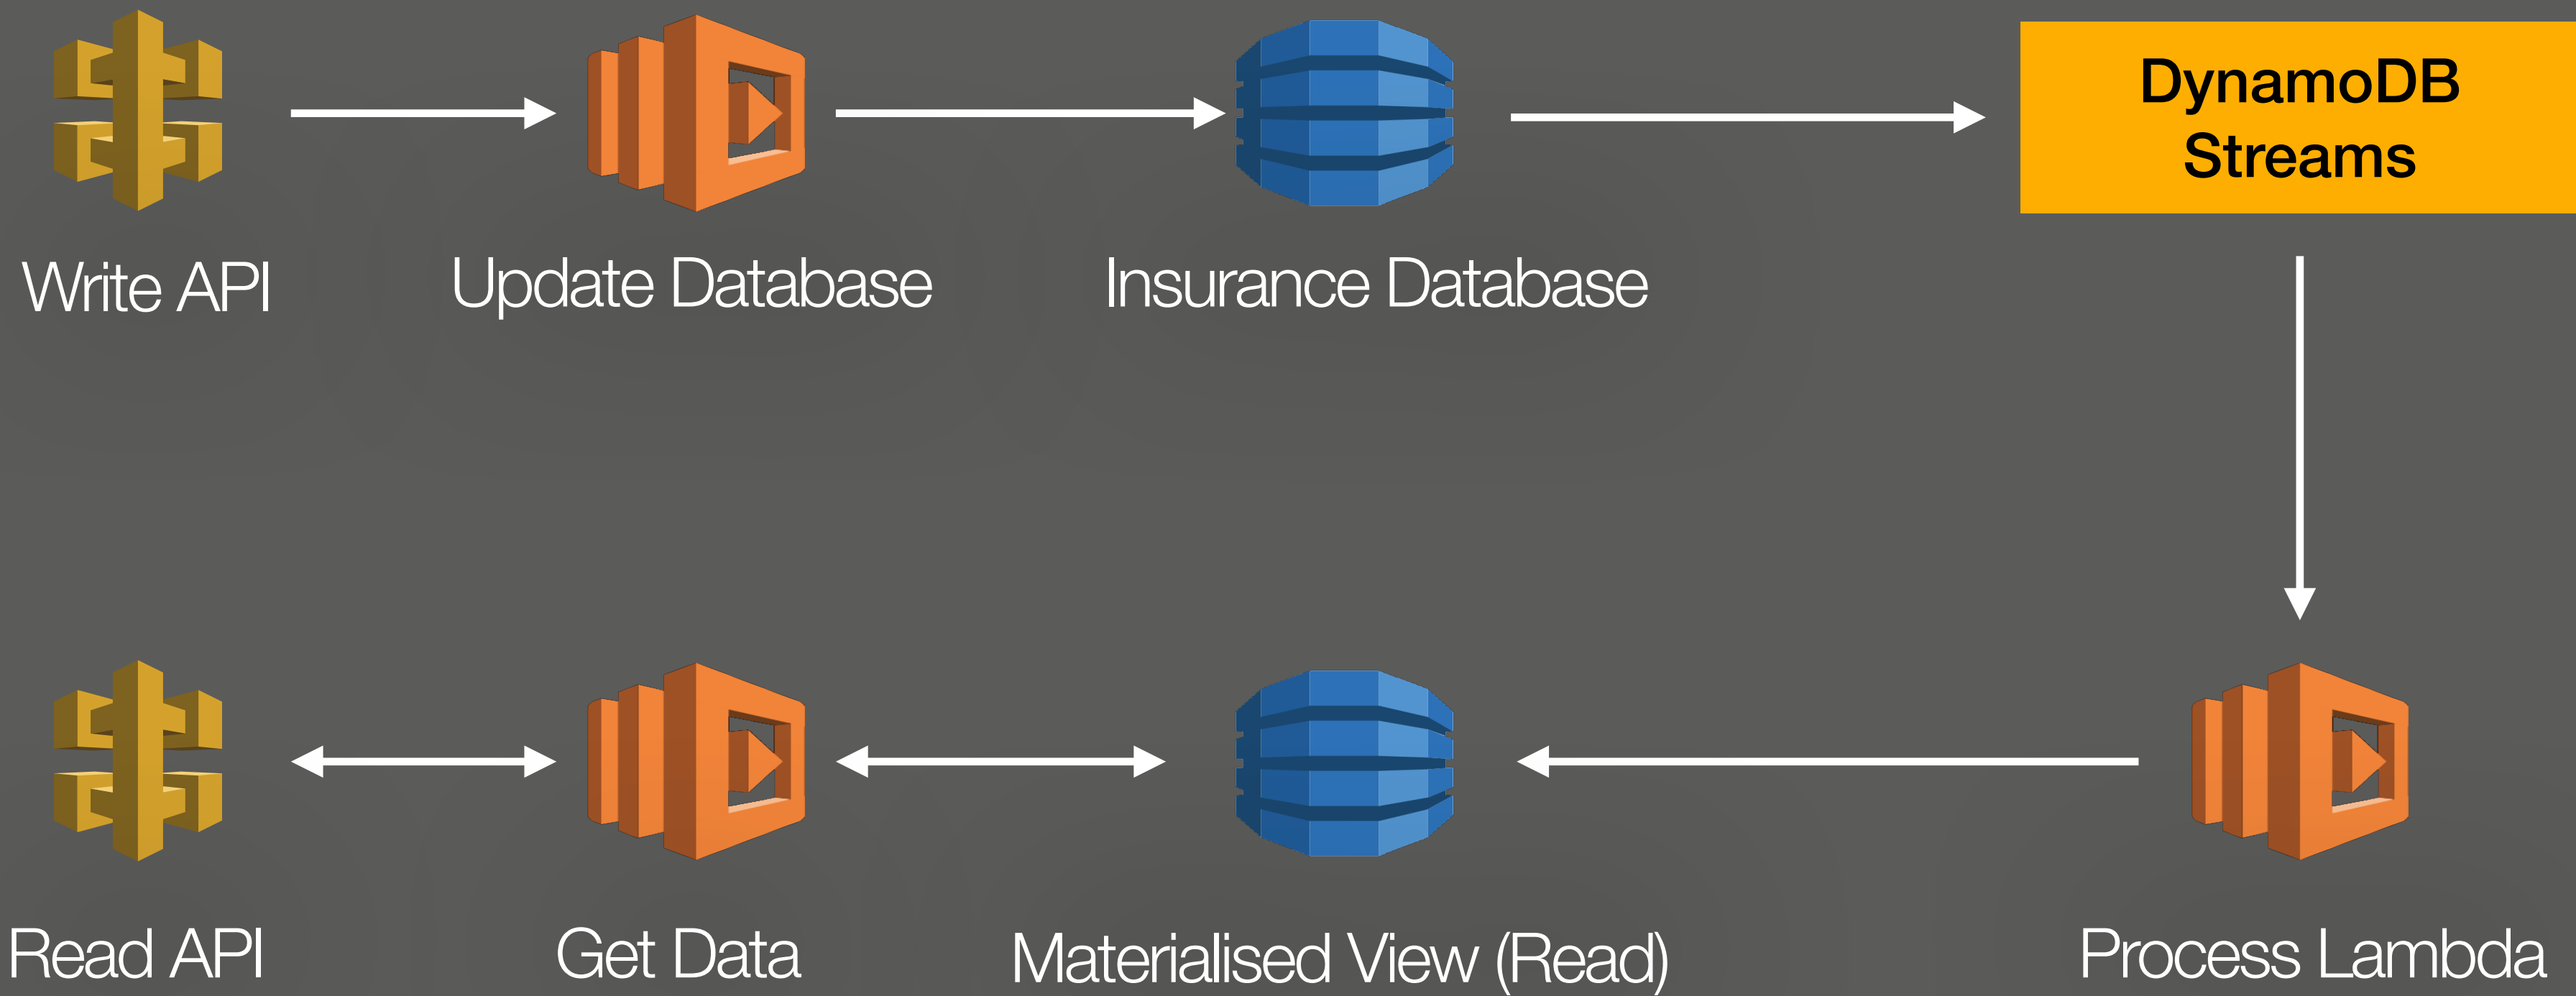 DynamoDB
Streams
Write API
Update Database
Insurance Database
Read API
Get Data
Materialised View (Read)
Process Lambda